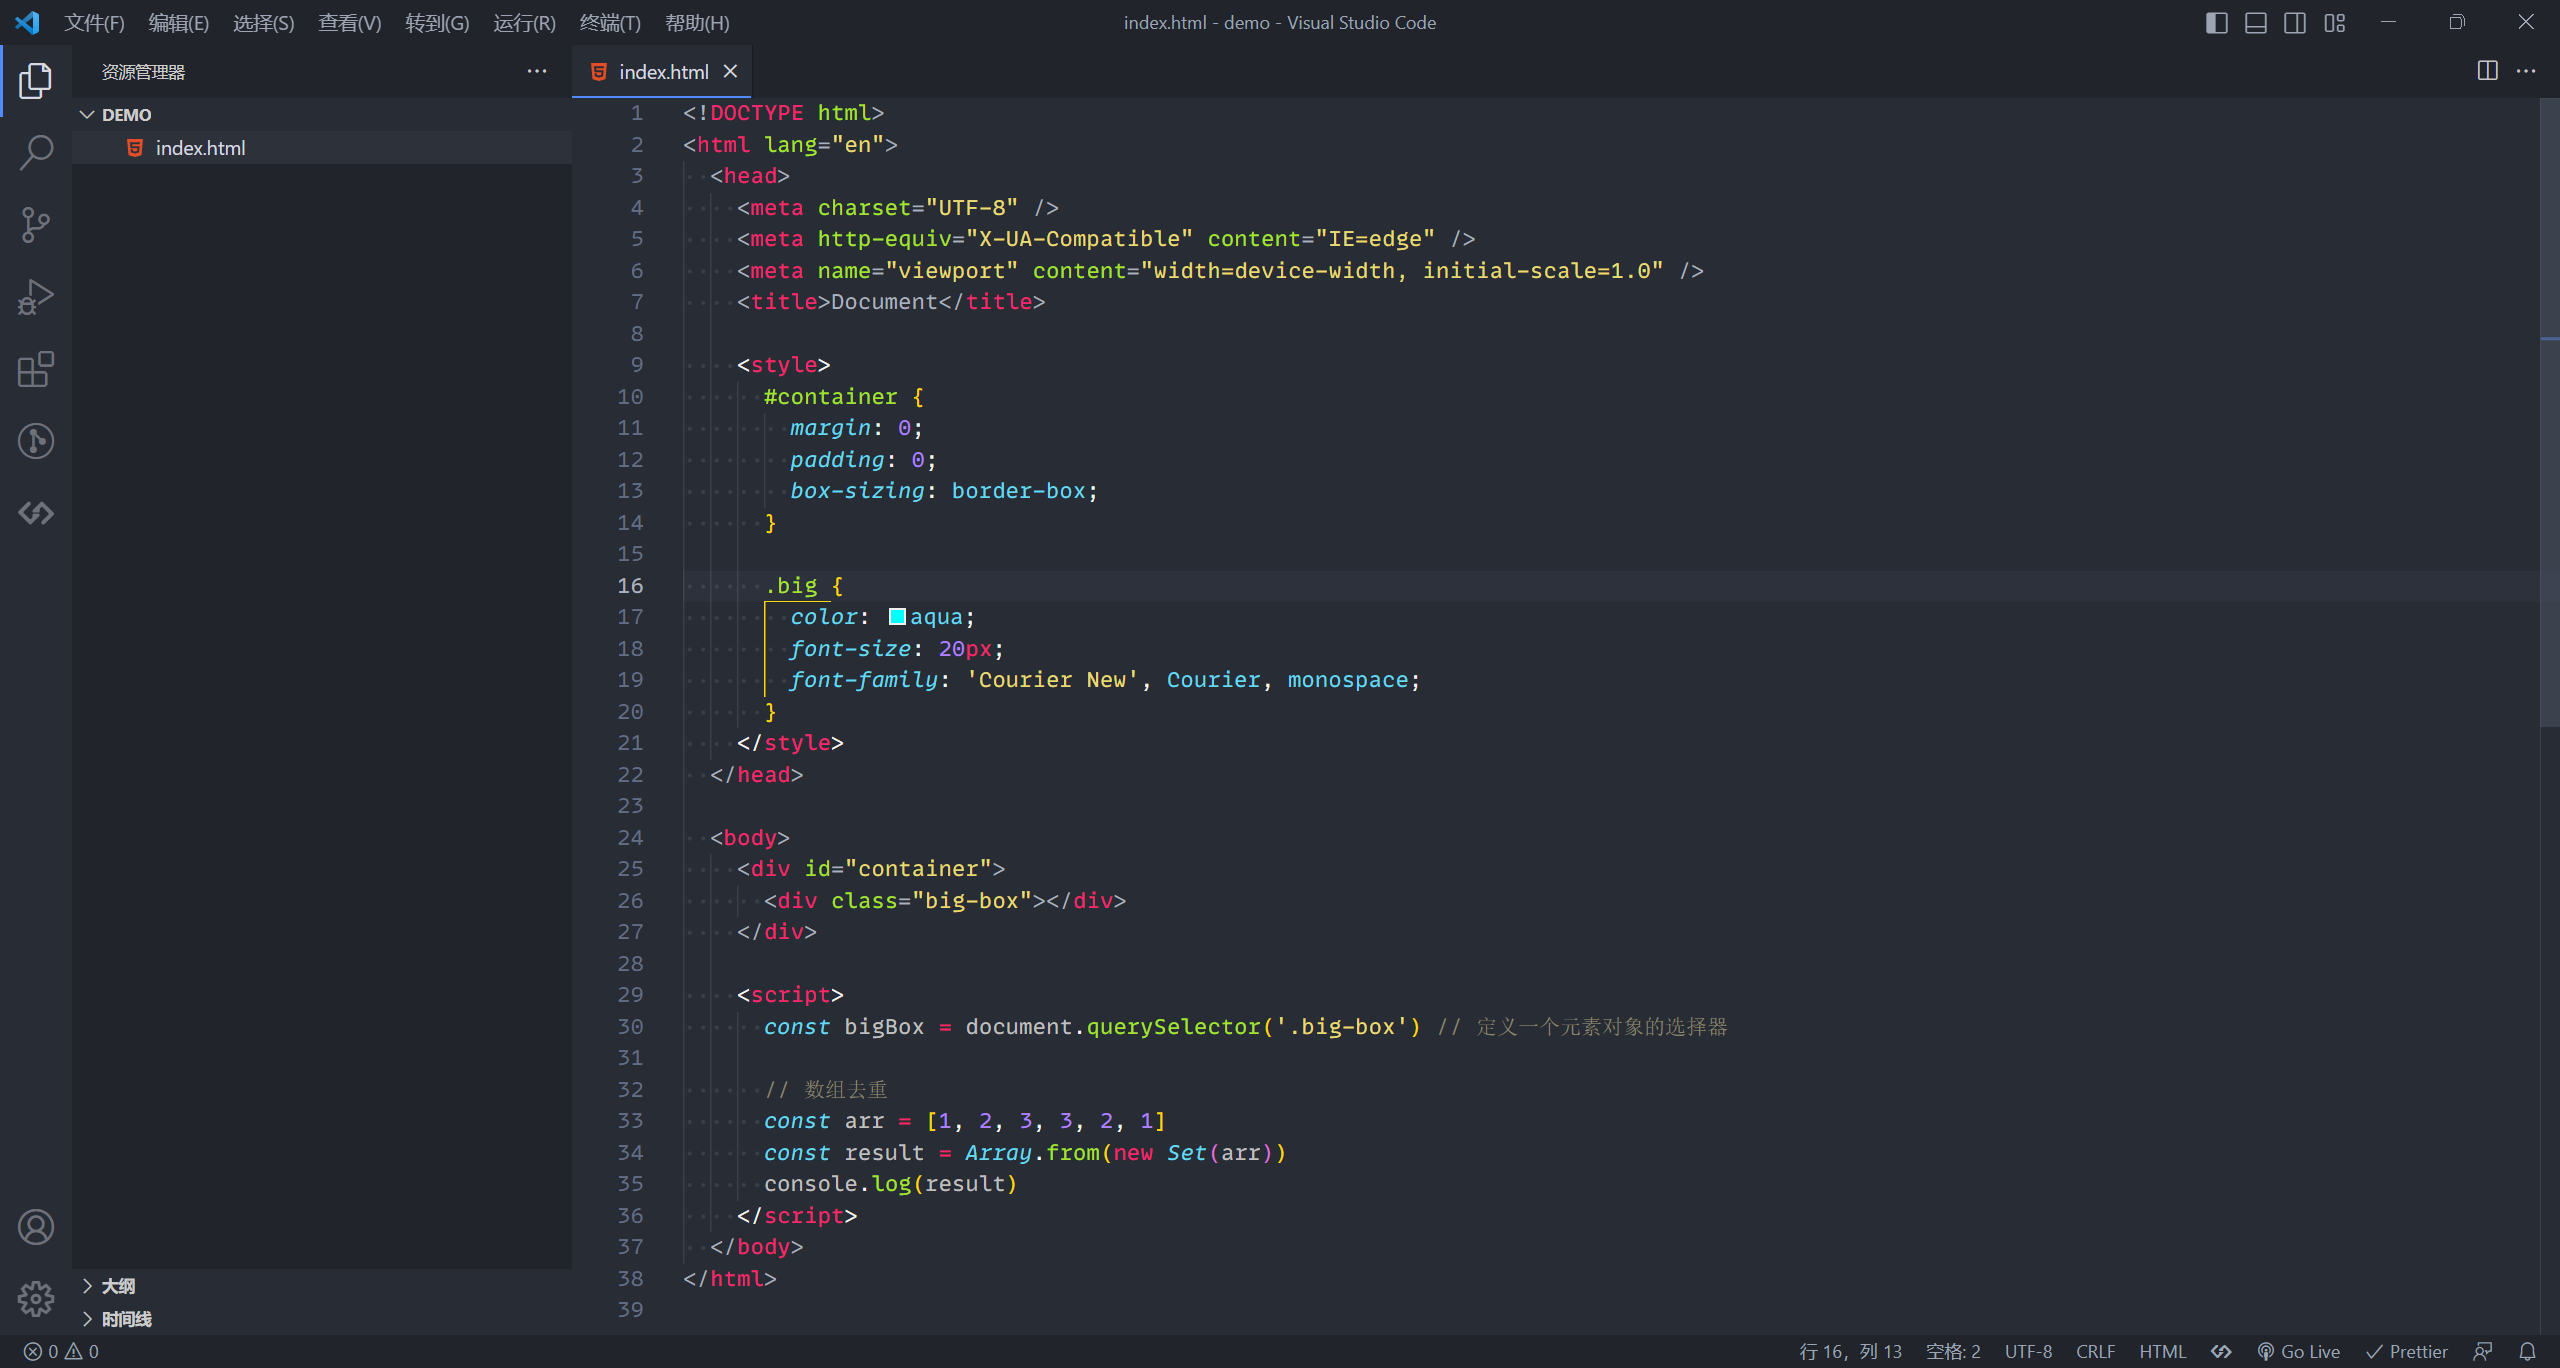 文件(F) 编辑(E) 选择(S) 查看(V) 转到(G) 运行(R) 终端(T) 帮助(H) index.html - demo - Visual Studio Code
资源管理器
DEMO
index.html
大纲
时间线
index.html
1 <!DOCTYPE html>
2 <html lang="en">
3 <head>
4 <meta charset="UTF-8" />
5 <meta http-equiv="X-UA-Compatible" content="IE=edge" />
6 <meta name="viewport" content="width=device-width, initial-scale=1.0" />
7 <title>Document</title>
8
9 <style>
10 #container {
11 margin: 0;
12 padding: 0;
13 box-sizing: border-box;
14 }
15
16 .big {
17 color: aqua;
18 font-size: 20px;
19 font-family: 'Courier New', Courier, monospace;
20 }
21 </style>
22 </head>
23
24 <body>
25 <div id="container">
26 <div class="big-box"></div>
27 </div>
28
29 <script>
30 const bigBox = document.querySelector('.big-box') // 定义一个元素对象的选择器
31
32 // 数组去重
33 const arr = [1, 2, 3, 3, 2, 1]
34 const result = Array.from(new Set(arr))
35 console.log(result)
36 </script>
37 </body>
38 </html>
39
0 0 行 16，列 13 空格: 2 UTF-8 CRLF HTML Go Live Prettier